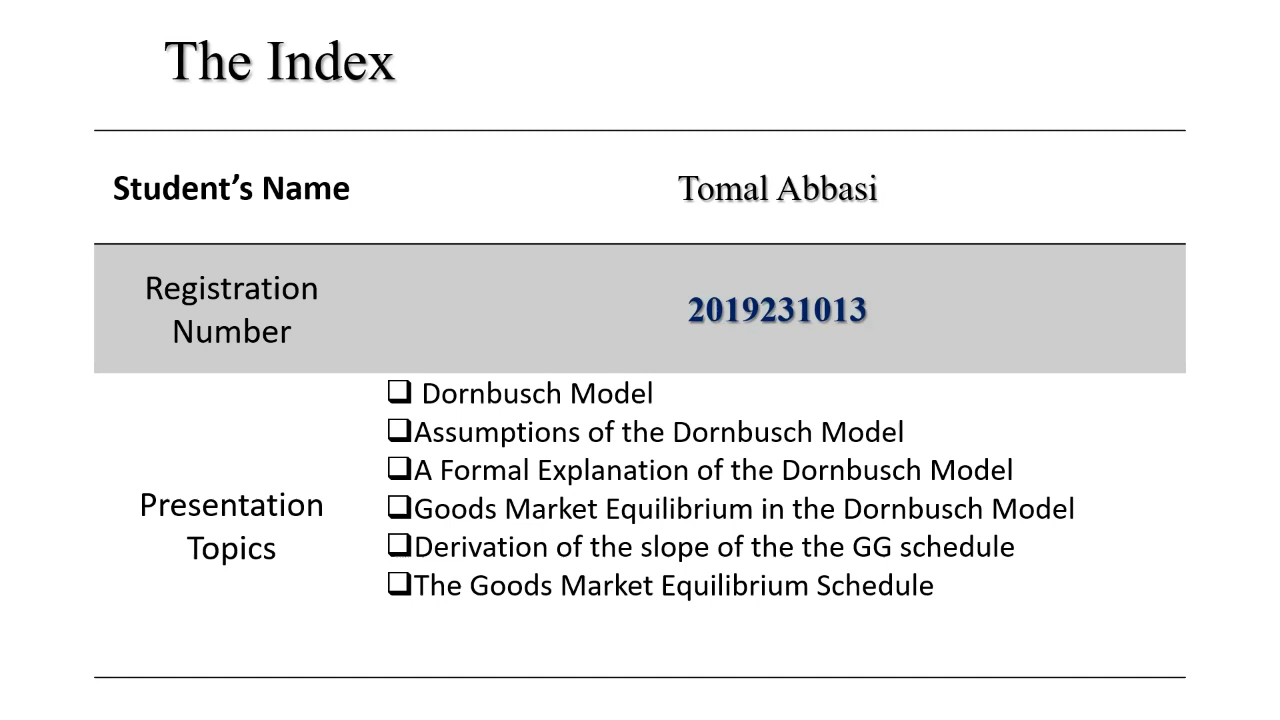 The Index
Student’s Name
Tomal Abbasi
Registration
Number
2019231013
Presentation
Topics
❑ Dornbusch Model
❑Assumptions of the Dornbusch Model
❑A Formal Explanation of the Dornbusch Model
❑Goods Market Equilibrium in the Dornbusch Model
❑Derivation of the slope of the the GG schedule
❑The Goods Market Equilibrium Schedule